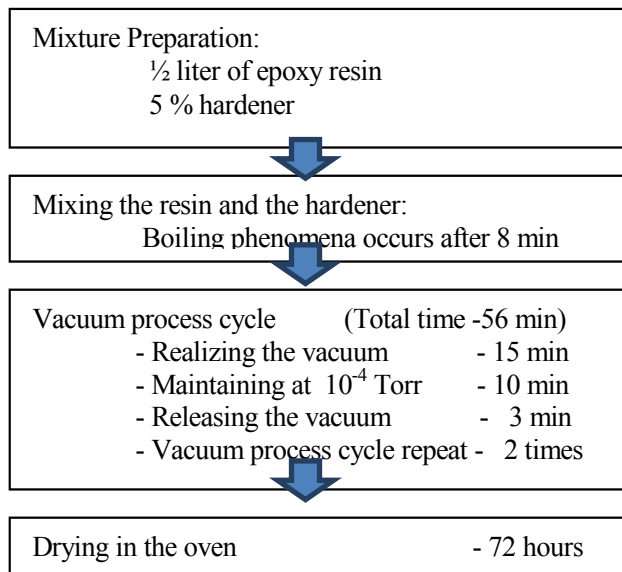 Mixture Preparation:
½ liter of epoxy resin
5 % hardener
Mixing the resin and the hardener:
Boiling phenomena occurs after 8 min
Vacuum process cycle (Total time -56 min)
- Realizing the vacuum - 15 min
- Maintaining at 10⁻⁴ Torr - 10 min
- Releasing the vacuum - 3 min
- Vacuum process cycle repeat - 2 times
Drying in the oven - 72 hours